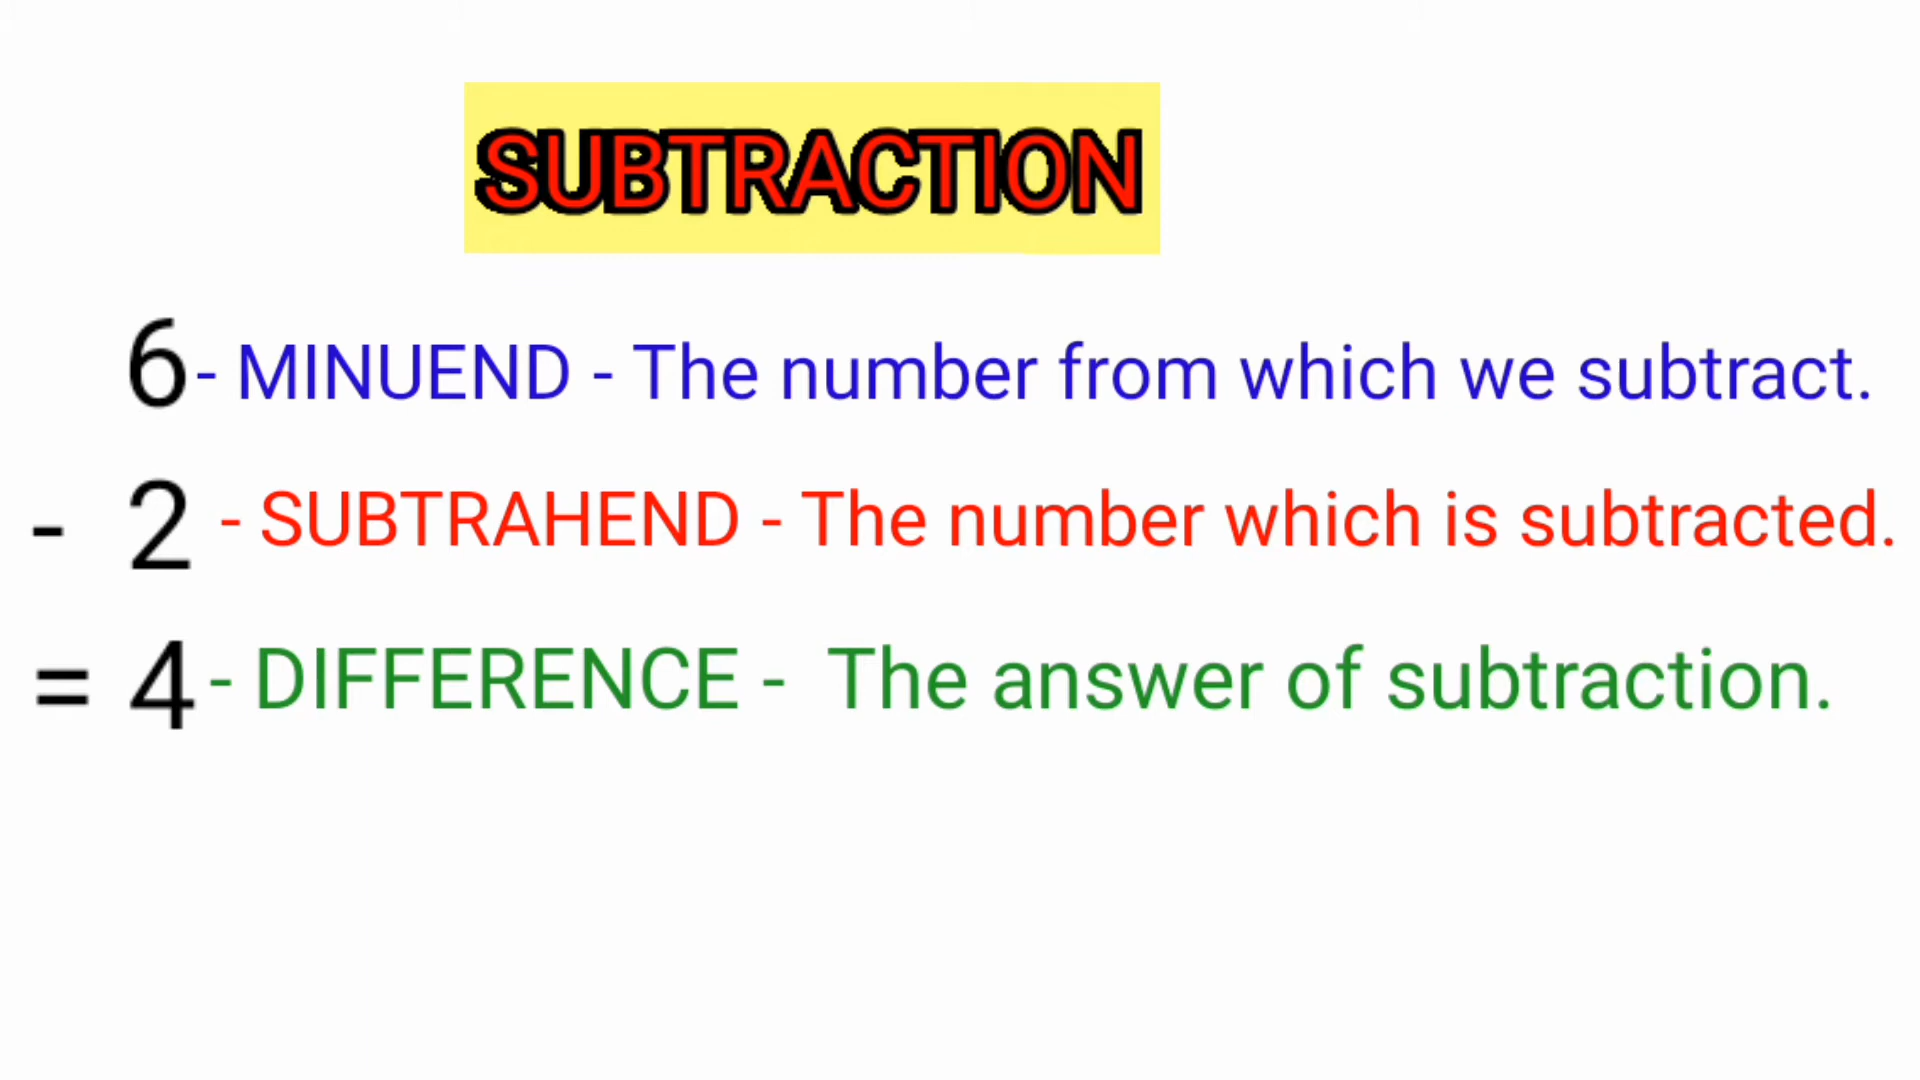 SUBTRACTION
6 - MINUEND - The number from which we subtract.
- 2 - SUBTRAHEND - The number which is subtracted.
= 4 - DIFFERENCE - The answer of subtraction.